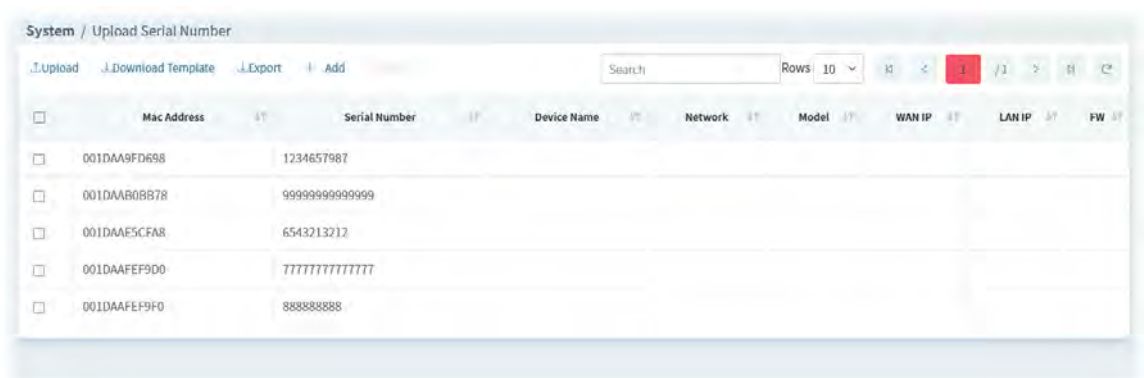 System / Upload Serial Number
Upload Download Template Export + Add Search Rows 10 1 /1
Mac Address Serial Number Device Name Network Model WAN IP LAN IP FW
001DAA9FD698 1234657987
001DAAB0BB78 99999999999999
001DAAE5CFA8 6543213212
001DAAFEF9D0 77777777777777
001DAAFEF9F0 888888888